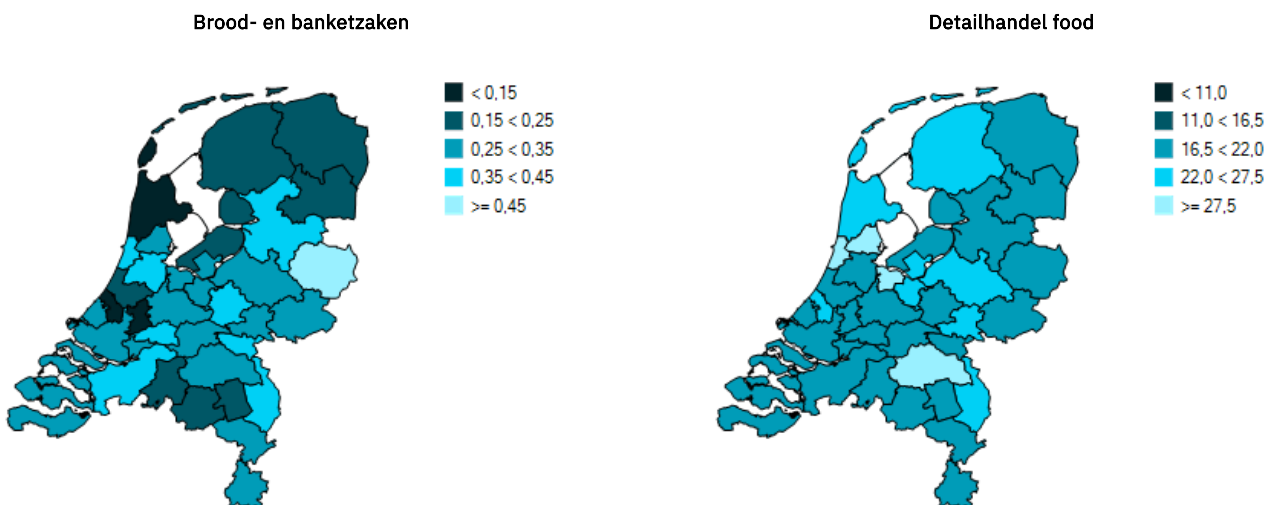 Brood- en banketzaken
< 0,15
0,15 < 0,25
0,25 < 0,35
0,35 < 0,45
>= 0,45
Detailhandel food
< 11,0
11,0 < 16,5
16,5 < 22,0
22,0 < 27,5
>= 27,5